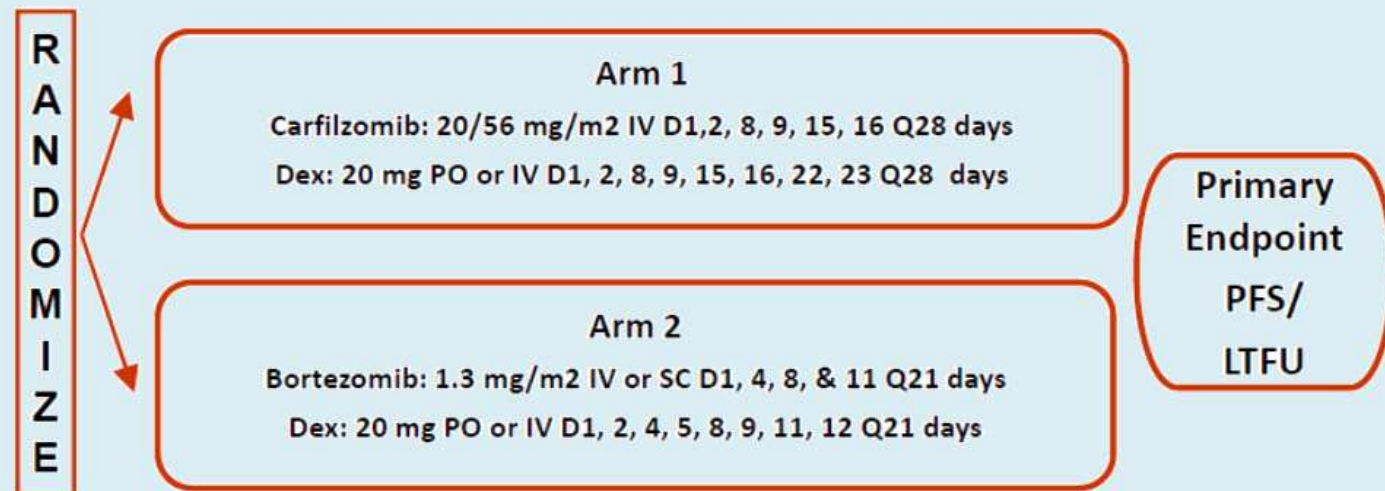 RANDOMIZE
Arm 1
Carfilzomib: 20/56 mg/m2 IV D1,2, 8, 9, 15, 16 Q28 days
Dex: 20 mg PO or IV D1, 2, 8, 9, 15, 16, 22, 23 Q28 days
Arm 2
Bortezomib: 1.3 mg/m2 IV or SC D1, 4, 8, & 11 Q21 days
Dex: 20 mg PO or IV D1, 2, 4, 5, 8, 9, 11, 12 Q21 days
Primary
Endpoint
PFS/
LTFU